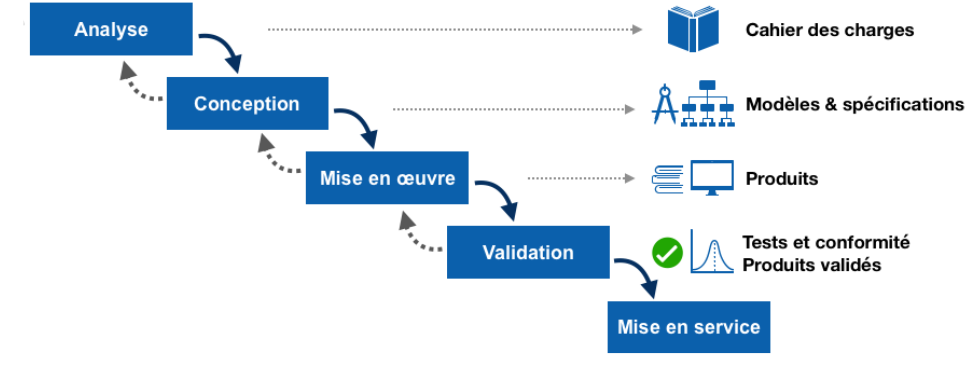 Analyse
Cahier des charges
Conception
Modèles & spécifications
Mise en œuvre
Produits
Validation
Tests et conformité
Produits validés
Mise en service